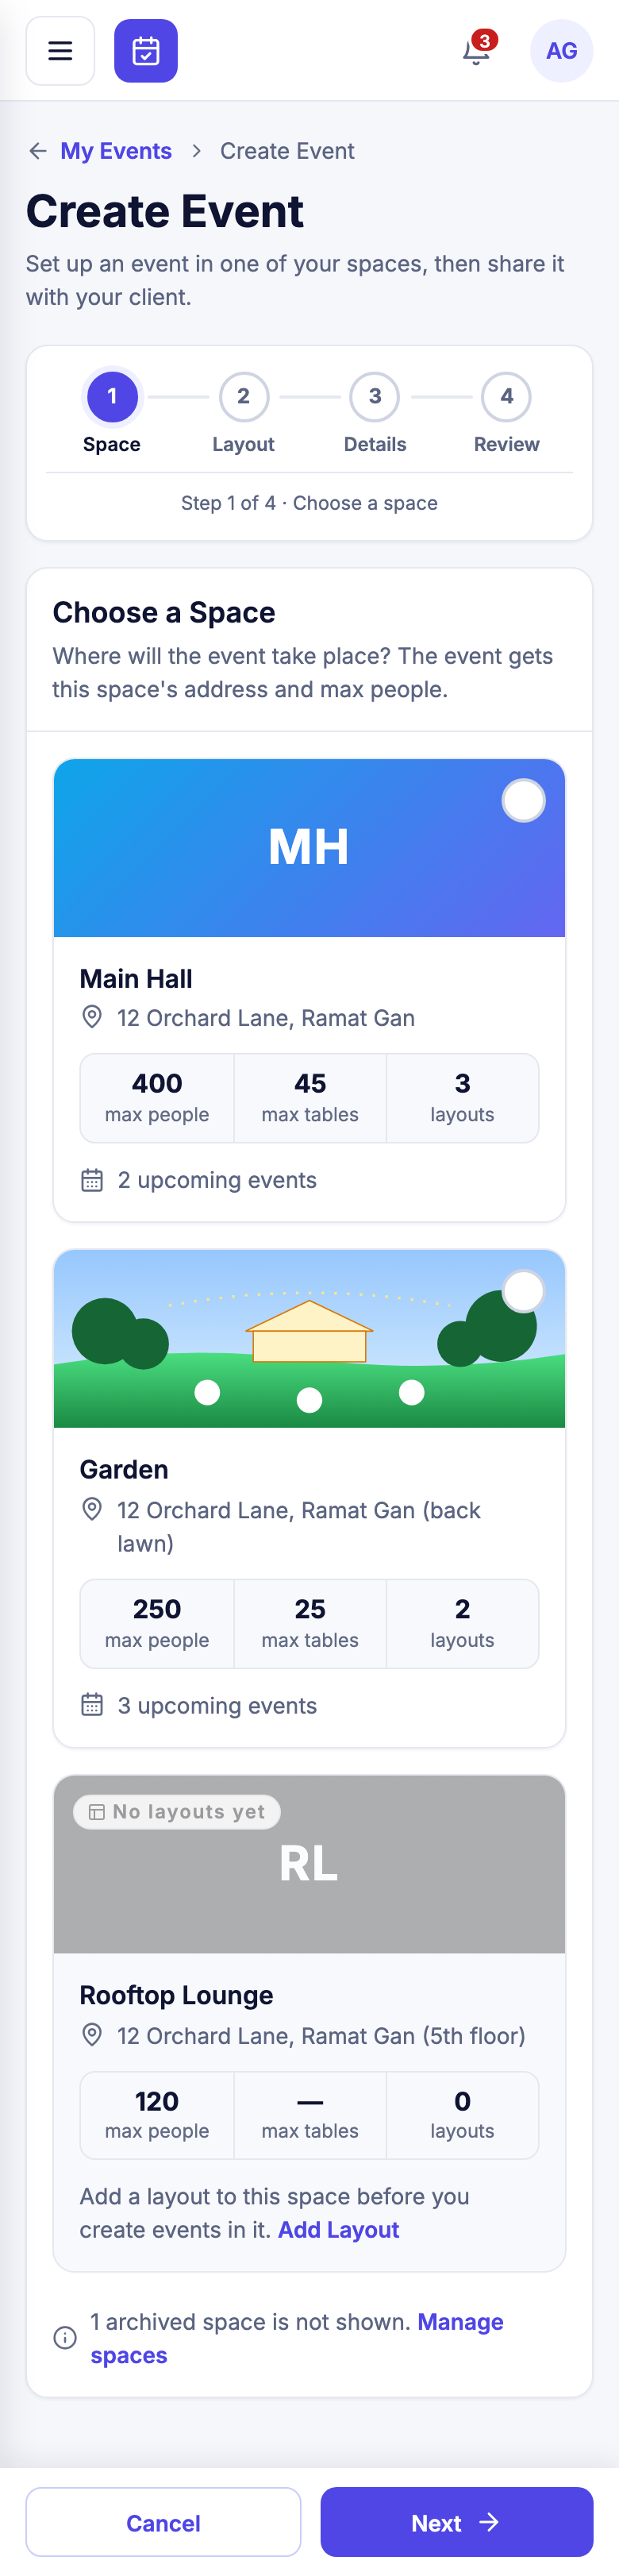 3
AG
My Events > Create Event
Create Event
Set up an event in one of your spaces, then share it
with your client.
1
2
3
4
Space
Layout
Details
Review
Step 1 of 4 · Choose a space
Choose a Space
Where will the event take place? The event gets
this space's address and max people.
MH
Main Hall
12 Orchard Lane, Ramat Gan
400
45
3
max people
max tables
layouts
2 upcoming events
Garden
12 Orchard Lane, Ramat Gan (back
lawn)
250
25
2
max people
max tables
layouts
3 upcoming events
No layouts yet
RL
Rooftop Lounge
12 Orchard Lane, Ramat Gan (5th floor)
120
—
0
max people
max tables
layouts
Add a layout to this space before you
create events in it. Add Layout
1 archived space is not shown. Manage
spaces
Cancel
Next